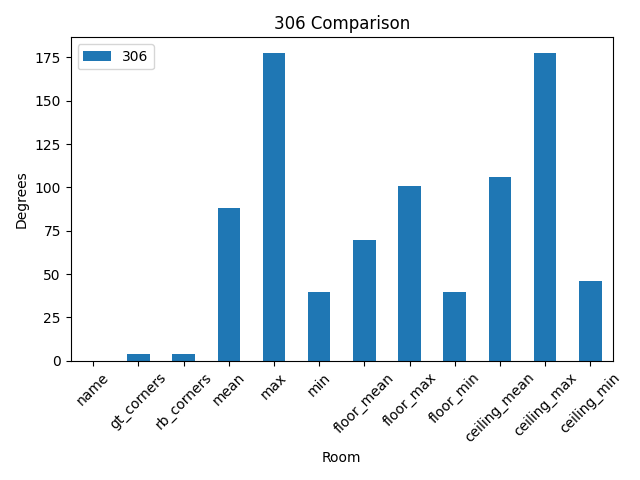 306 Comparison
306
175
150
125
100
75
50
25
0
Degrees
name
gt_corners
rb_corners
mean
max
min
floor_mean
floor_max
floor_min
ceiling_mean
ceiling_max
ceiling_min
Room